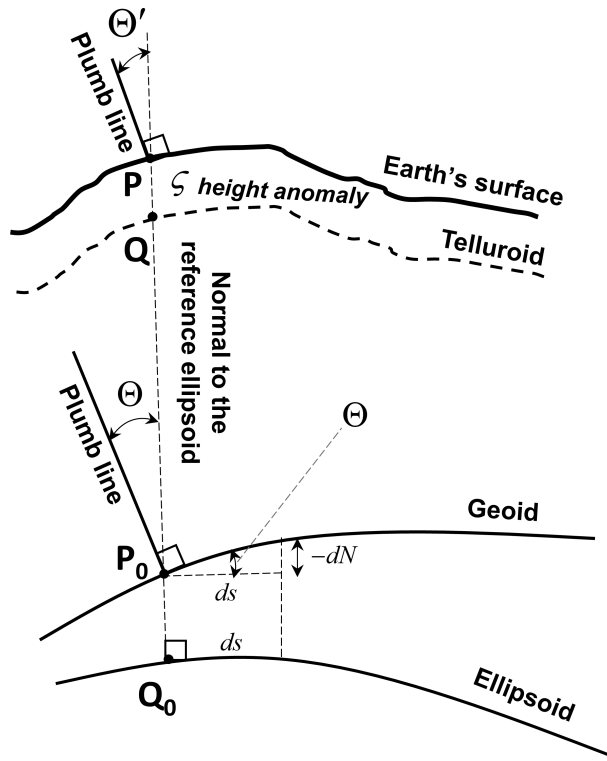 Θ′
Plumb line
P
ς height anomaly
Earth's surface
Q
Telluroid
Normal to the
reference ellipsoid
Θ
Plumb line
Θ
Geoid
P₀
−dN
ds
ds
Q₀
Ellipsoid